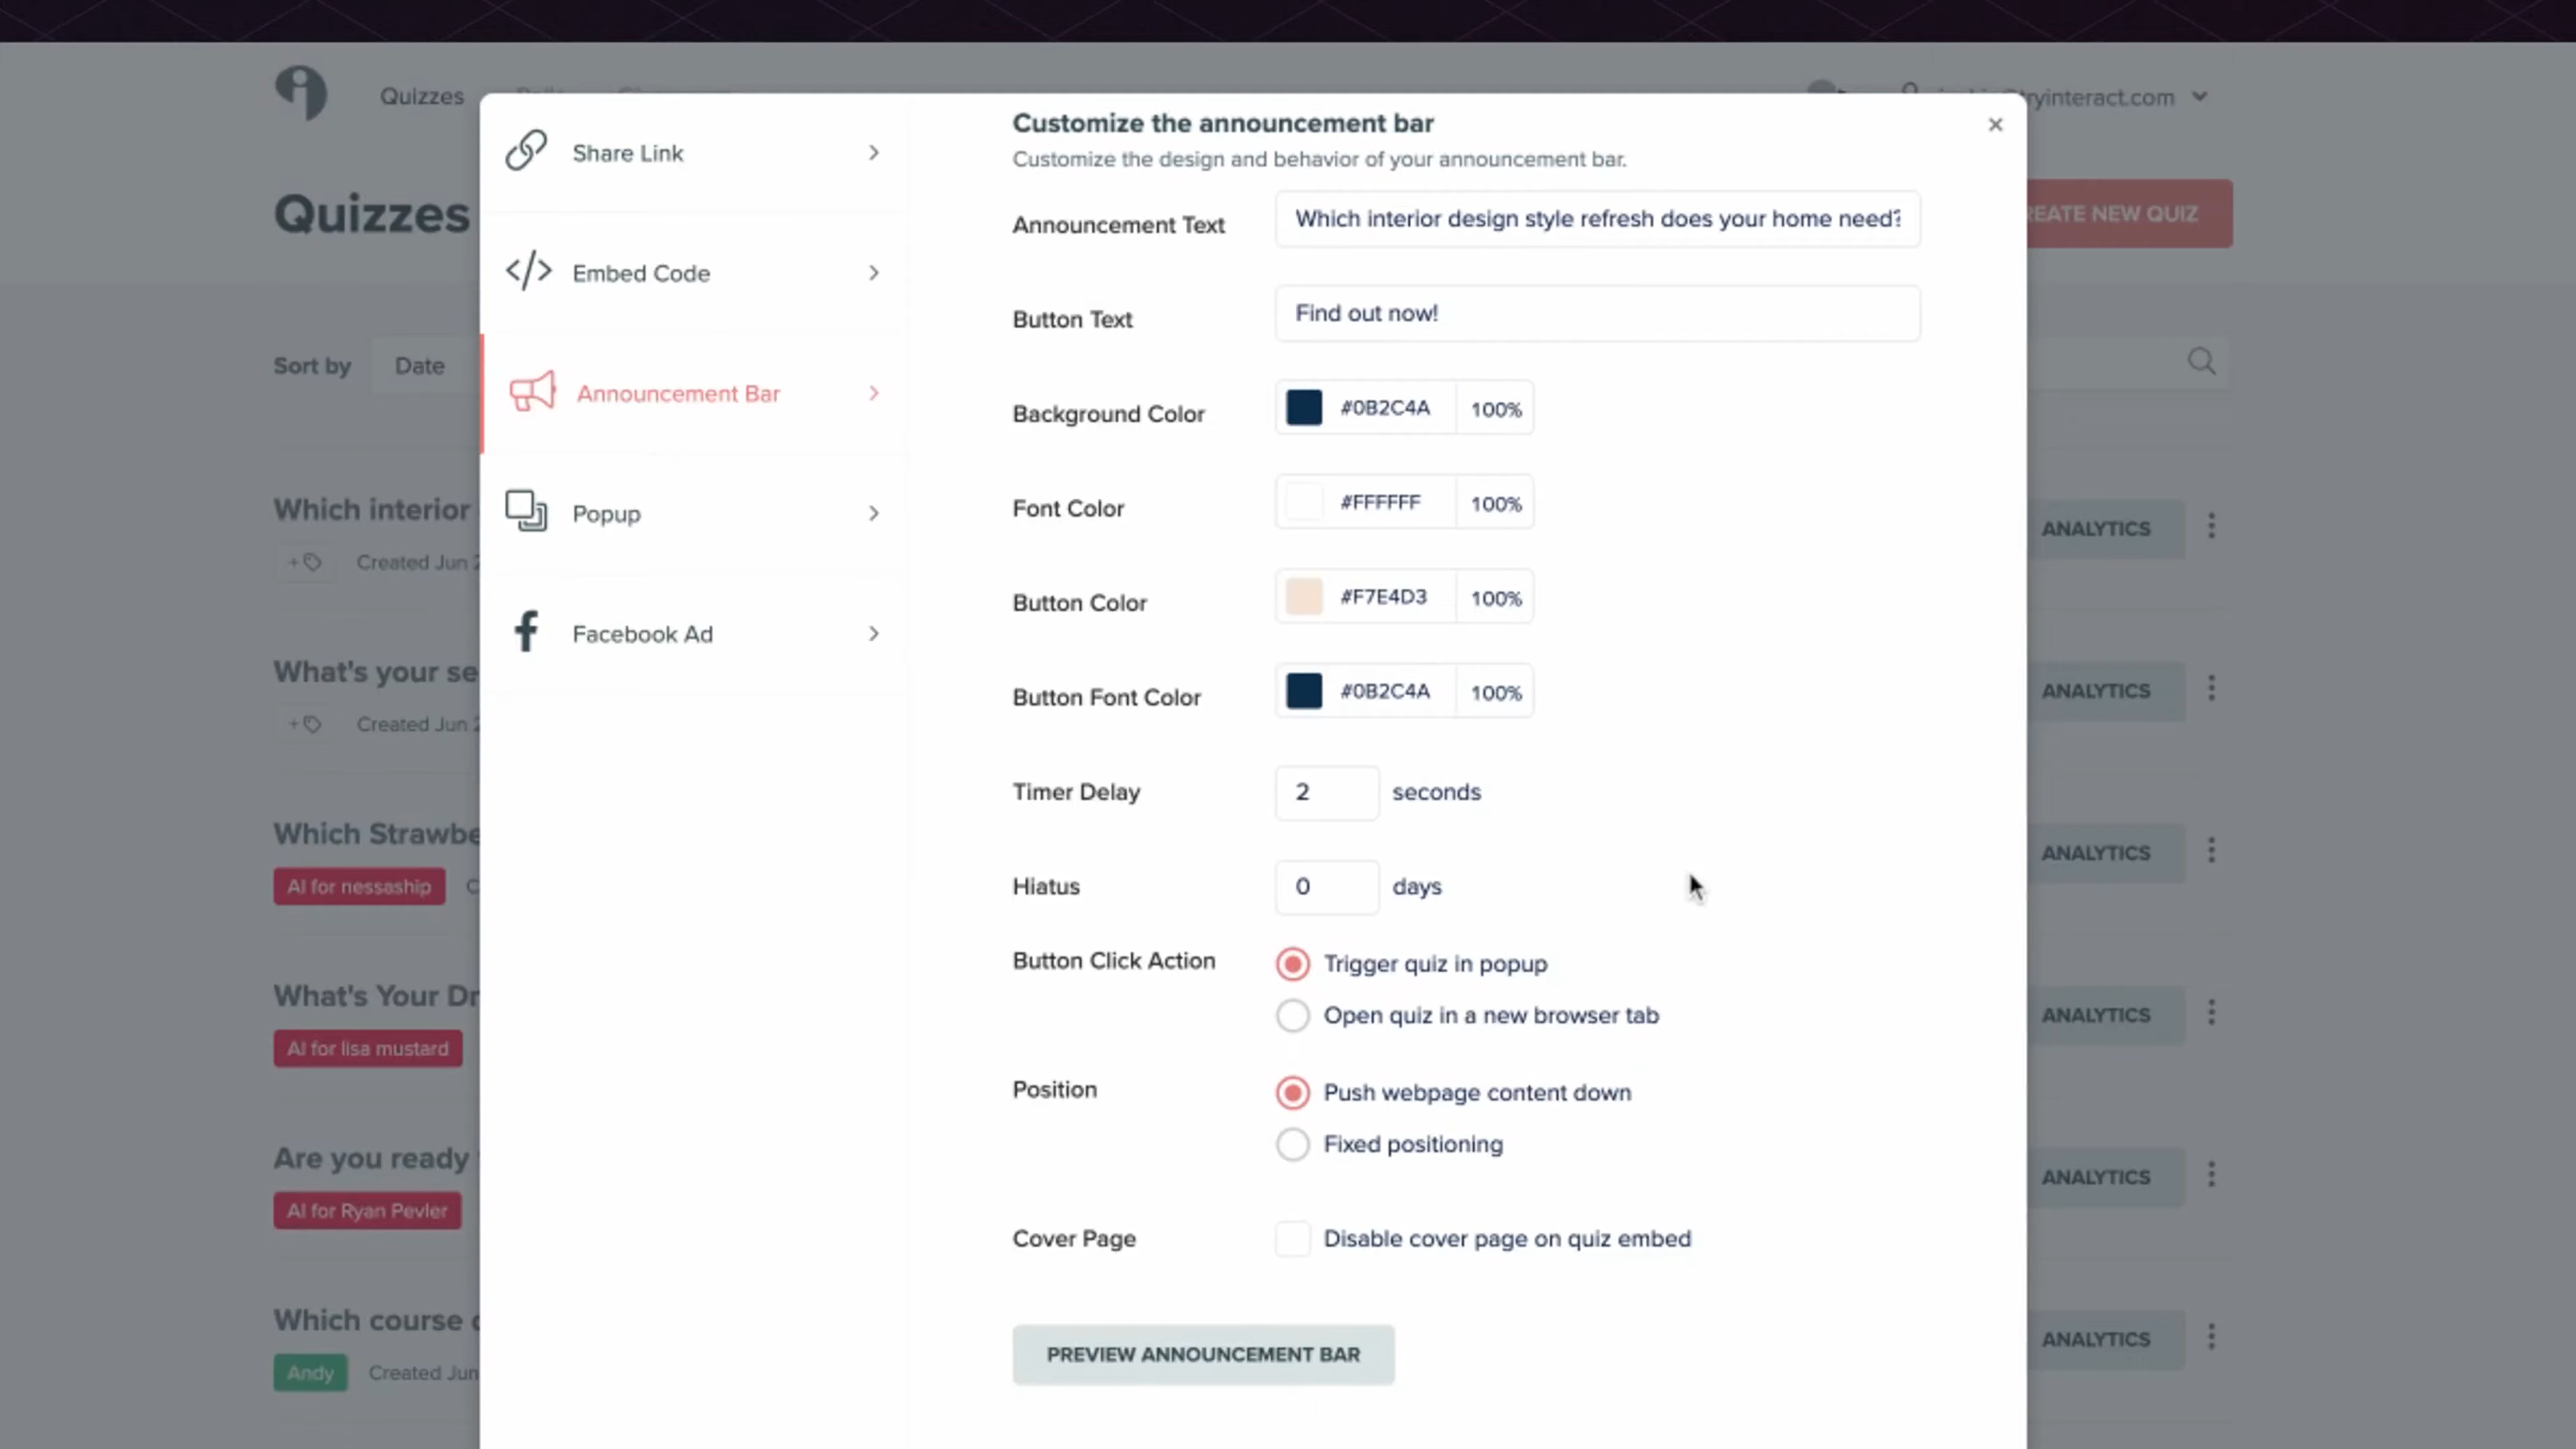 Quizzes
tryinteract.com
Quizzes
CREATE NEW QUIZ
Sort by
Date
Which interior
Created Jun 2
What's your se
Created Jun 2
Which Strawbe
AI for nessaship
What's Your Dr
AI for lisa mustard
Are you ready
AI for Ryan Pevler
Which course
Andy
Created Jun
Share Link
Embed Code
Announcement Bar
Popup
Facebook Ad
Customize the announcement bar
Customize the design and behavior of your announcement bar.
Announcement Text
Which interior design style refresh does your home need?
Button Text
Find out now!
Background Color
#0B2C4A 100%
Font Color
#FFFFFF 100%
Button Color
#F7E4D3 100%
Button Font Color
#0B2C4A 100%
Timer Delay
2 seconds
Hiatus
0 days
Button Click Action
Trigger quiz in popup
Open quiz in a new browser tab
Position
Push webpage content down
Fixed positioning
Cover Page
Disable cover page on quiz embed
PREVIEW ANNOUNCEMENT BAR
ANALYTICS
ANALYTICS
ANALYTICS
ANALYTICS
ANALYTICS
ANALYTICS